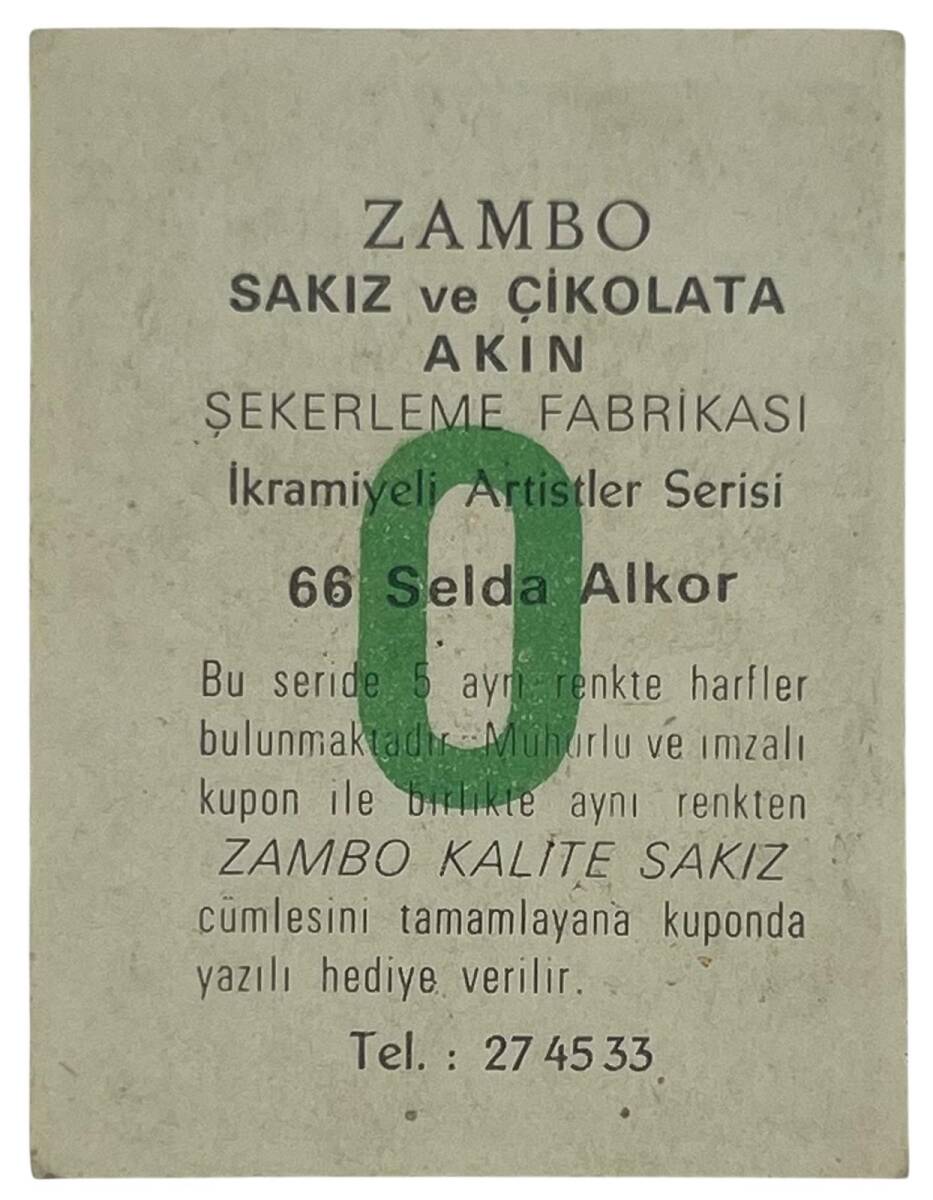 ZAMBO
SAKIZ ve ÇİKOLATA
AKIN
ŞEKERLEME FABRİKASI
İkramiyeli Artistler Serisi
66 Selda Alkor
Bu seride 5 ayrı renkte harfler
bulunmaktadır. Mühürlü ve imzalı
kupon ile birlikte aynı renkten
ZAMBO KALİTE SAKIZ
cümlesini tamamlayana kuponda
yazılı hediye verilir.
Tel. : 27 45 33
O